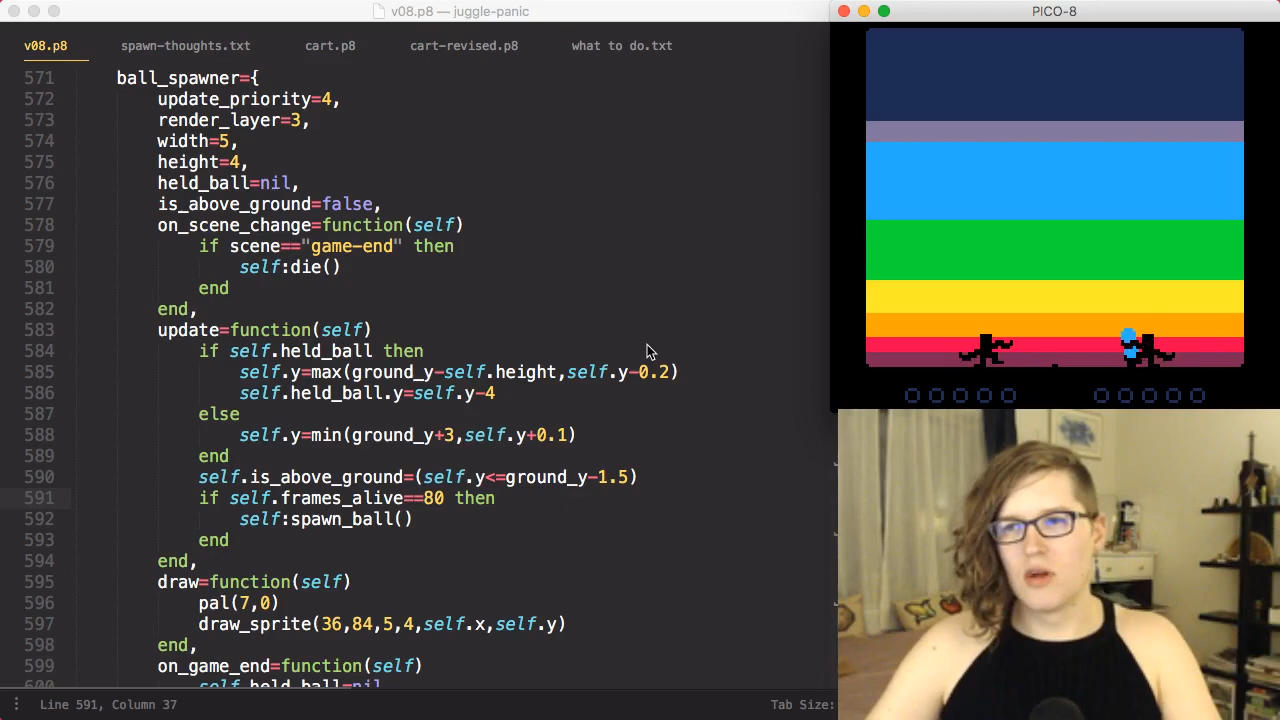 v08.p8 — juggle-panic
PICO-8
v08.p8 spawn-thoughts.txt cart.p8 cart-revised.p8 what to do.txt
571 ball_spawner={
572 update_priority=4,
573 render_layer=3,
574 width=5,
575 height=4,
576 held_ball=nil,
577 is_above_ground=false,
578 on_scene_change=function(self)
579 if scene=="game-end" then
580 self:die()
581 end
582 end,
583 update=function(self)
584 if self.held_ball then
585 self.y=max(ground_y-self.height,self.y-0.2)
586 self.held_ball.y=self.y-4
587 else
588 self.y=min(ground_y+3,self.y+0.1)
589 end
590 self.is_above_ground=(self.y<=ground_y-1.5)
591 if self.frames_alive==80 then
592 self:spawn_ball()
593 end
594 end,
595 draw=function(self)
596 pal(7,0)
597 draw_sprite(36,84,5,4,self.x,self.y)
598 end,
599 on_game_end=function(self)
600 self.held_ball=nil
Line 591, Column 37
Tab Size: